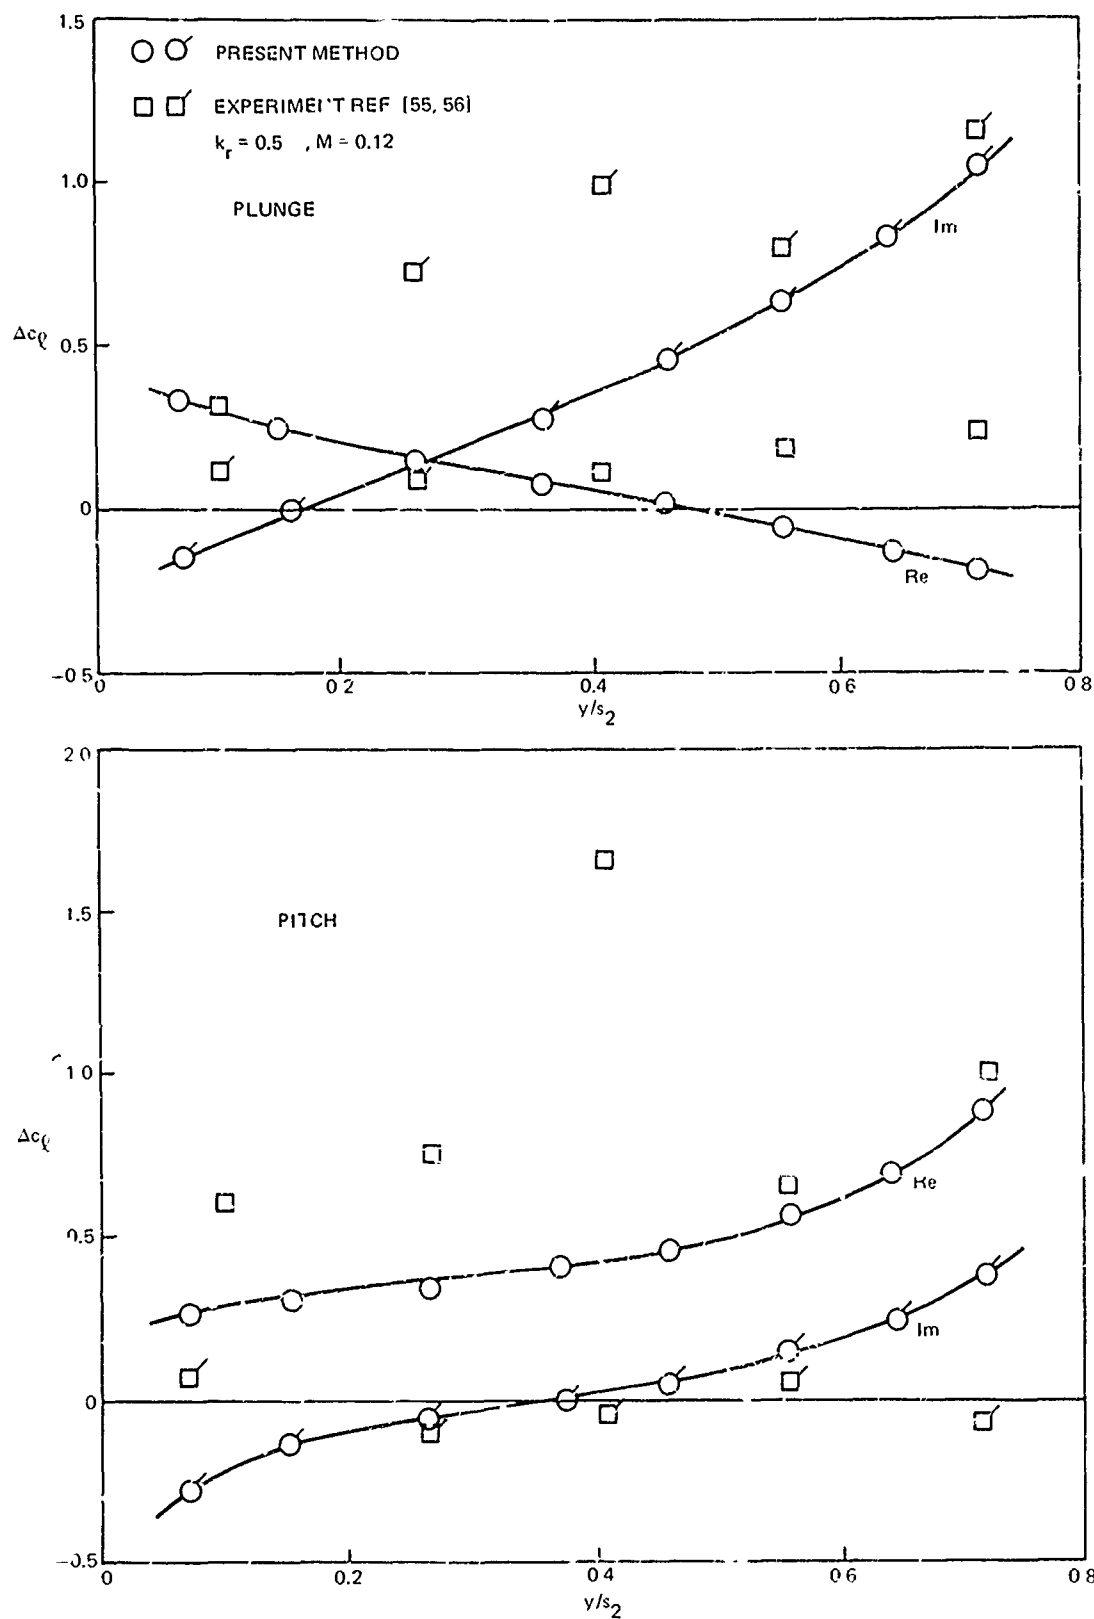 1.5
PRESENT METHOD
EXPERIMENT REF [55, 56]
k_r = 0.5 , M = 0.12
1.0
PLUNGE
Im
Δcℓ
0.5
0
Re
-0.5
0 0.2 0.4 0.6 0.8
y/s₂
2.0
1.5
PITCH
1.0
Δcℓ
Re
0.5
Im
0
-0.5
0 0.2 0.4 0.6 0.8
y/s₂